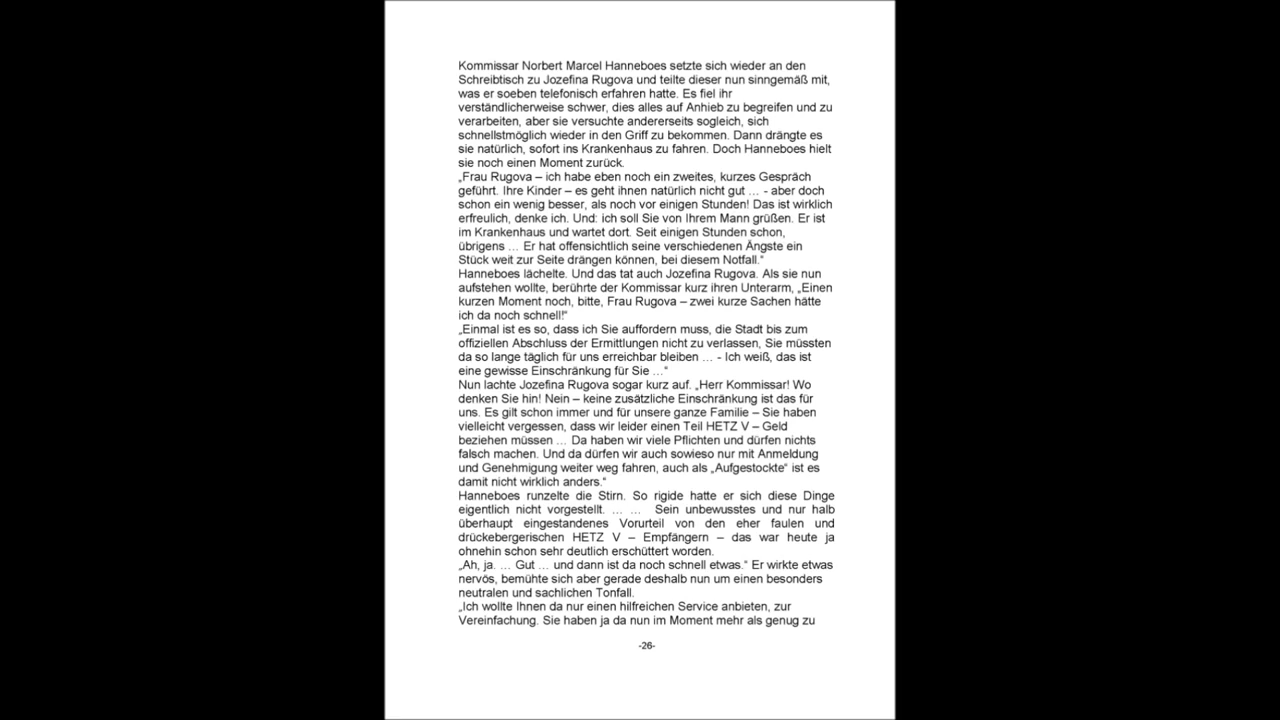 Kommissar Norbert Marcel Hanneboes setzte sich wieder an den
Schreibtisch zu Jozefina Rugova und teilte dieser nun sinngemäß mit,
was er soeben telefonisch erfahren hatte. Es fiel ihr
verständlicherweise schwer, dies alles auf Anhieb zu begreifen und zu
verarbeiten, aber sie versuchte andererseits sogleich, sich
schnellstmöglich wieder in den Griff zu bekommen. Dann drängte es
sie natürlich, sofort ins Krankenhaus zu fahren. Doch Hanneboes hielt
sie noch einen Moment zurück.
„Frau Rugova – ich habe eben noch ein zweites, kurzes Gespräch
geführt. Ihre Kinder – es geht ihnen natürlich nicht gut … - aber doch
schon ein wenig besser, als noch vor einigen Stunden! Das ist wirklich
erfreulich, denke ich. Und: ich soll Sie von Ihrem Mann grüßen. Er ist
im Krankenhaus und wartet dort. Seit einigen Stunden schon,
übrigens … Er hat offensichtlich seine verschiedenen Ängste ein
Stück weit zur Seite drängen können, bei diesem Notfall.“
Hanneboes lächelte. Und das tat auch Jozefina Rugova. Als sie nun
aufstehen wollte, berührte der Kommissar kurz ihren Unterarm, „Einen
kurzen Moment noch, bitte, Frau Rugova – zwei kurze Sachen hätte
ich da noch schnell!“
„Einmal ist es so, dass ich Sie auffordern muss, die Stadt bis zum
offiziellen Abschluss der Ermittlungen nicht zu verlassen, Sie müssten
da so lange täglich für uns erreichbar bleiben … - Ich weiß, das ist
eine gewisse Einschränkung für Sie …“
Nun lachte Jozefina Rugova sogar kurz auf. „Herr Kommissar! Wo
denken Sie hin! Nein – keine zusätzliche Einschränkung ist das für
uns. Es gilt schon immer und für unsere ganze Familie – Sie haben
vielleicht vergessen, dass wir leider einen Teil HETZ V – Geld
beziehen müssen … Da haben wir viele Pflichten und dürfen nichts
falsch machen. Und da dürfen wir auch sowieso nur mit Anmeldung
und Genehmigung weiter weg fahren, auch als „Aufgestockte“ ist es
damit nicht wirklich anders.“
Hanneboes runzelte die Stirn. So rigide hatte er sich diese Dinge
eigentlich nicht vorgestellt. … … Sein unbewusstes und nur halb
überhaupt eingestandenes Vorurteil von den eher faulen und
drückebergerischen HETZ V – Empfängern – das war heute ja
ohnehin schon sehr deutlich erschüttert worden.
„Ah, ja. … Gut … und dann ist da noch schnell etwas.“ Er wirkte etwas
nervös, bemühte sich aber gerade deshalb nun um einen besonders
neutralen und sachlichen Tonfall.
„Ich wollte Ihnen da nur einen hilfreichen Service anbieten, zur
Vereinfachung. Sie haben ja da nun im Moment mehr als genug zu
-26-